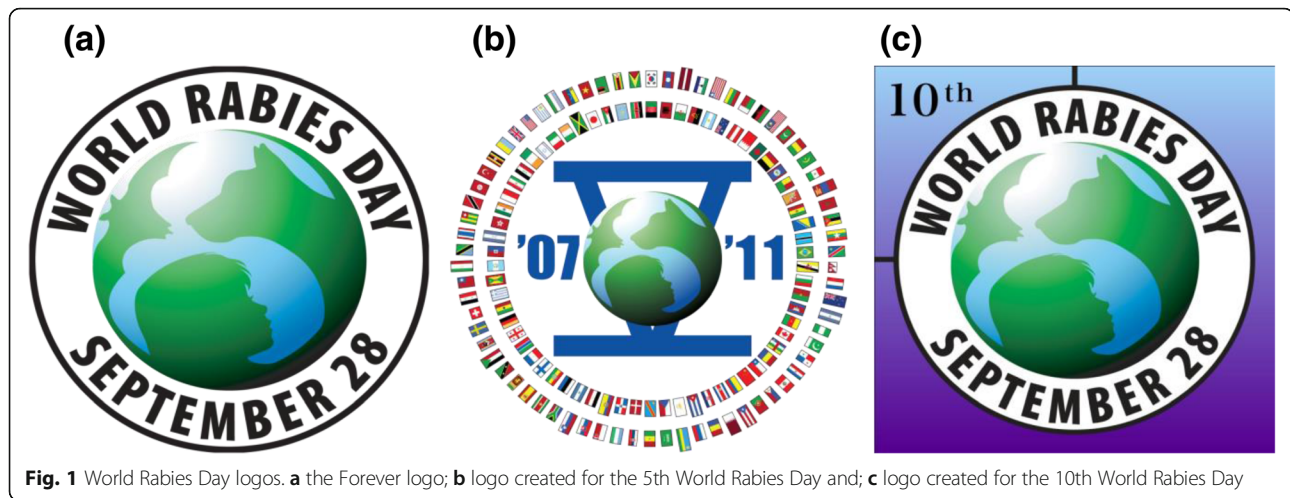 (a)
WORLD RABIES DAY
SEPTEMBER 28
(b)
V
'07
'11
(c)
10th
WORLD RABIES DAY
SEPTEMBER 28
Fig. 1 World Rabies Day logos. a the Forever logo; b logo created for the 5th World Rabies Day and; c logo created for the 10th World Rabies Day